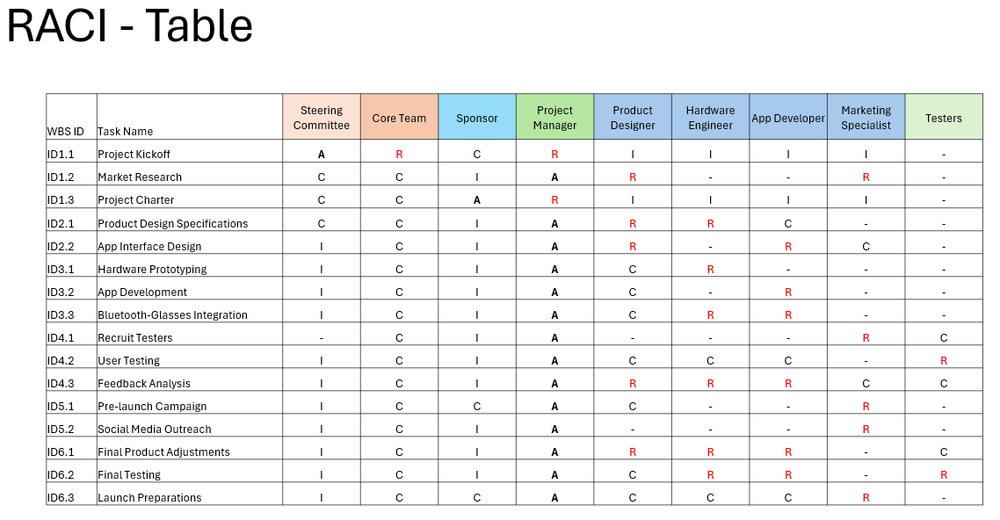 RACI - Table
WBS ID Task Name Steering Committee Core Team Sponsor Project Manager Product Designer Hardware Engineer App Developer Marketing Specialist Testers
ID1.1 Project Kickoff A R C R I I I I -
ID1.2 Market Research C C I A R - - R -
ID1.3 Project Charter C C A R I I I I -
ID2.1 Product Design Specifications C C I A R R C - -
ID2.2 App Interface Design I C I A R - R C -
ID3.1 Hardware Prototyping I C I A C R - - -
ID3.2 App Development I C I A C - R - -
ID3.3 Bluetooth-Glasses Integration I C I A C R R - -
ID4.1 Recruit Testers - C I A - - - R C
ID4.2 User Testing I C I A C C C - R
ID4.3 Feedback Analysis I C I A R R R C C
ID5.1 Pre-launch Campaign I C C A C - - R -
ID5.2 Social Media Outreach I C I A - - - R -
ID6.1 Final Product Adjustments I C I A R R R - C
ID6.2 Final Testing I C I A C R R - R
ID6.3 Launch Preparations I C C A C C C R -